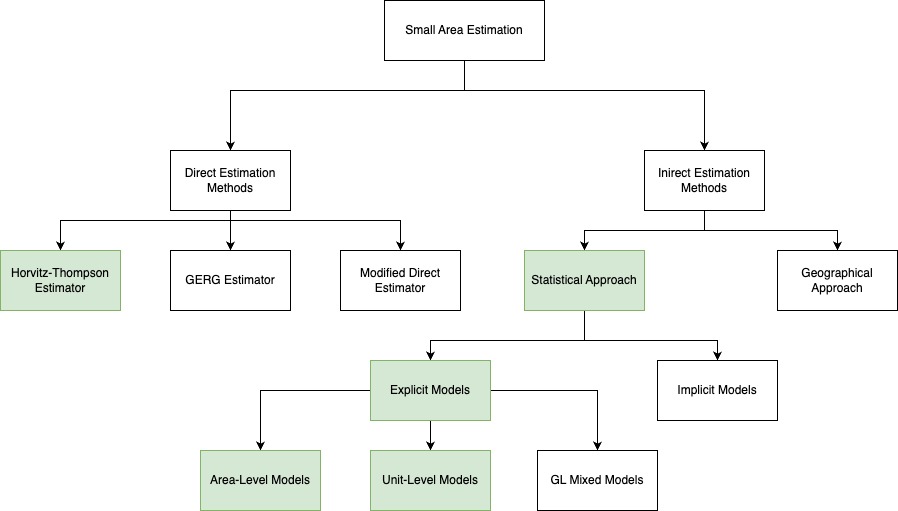 Small Area Estimation
Direct Estimation
Methods
Inirect Estimation
Methods
Horvitz-Thompson
Estimator
GERG Estimator
Modified Direct
Estimator
Statistical Approach
Geographical
Approach
Explicit Models
Implicit Models
Area-Level Models
Unit-Level Models
GL Mixed Models